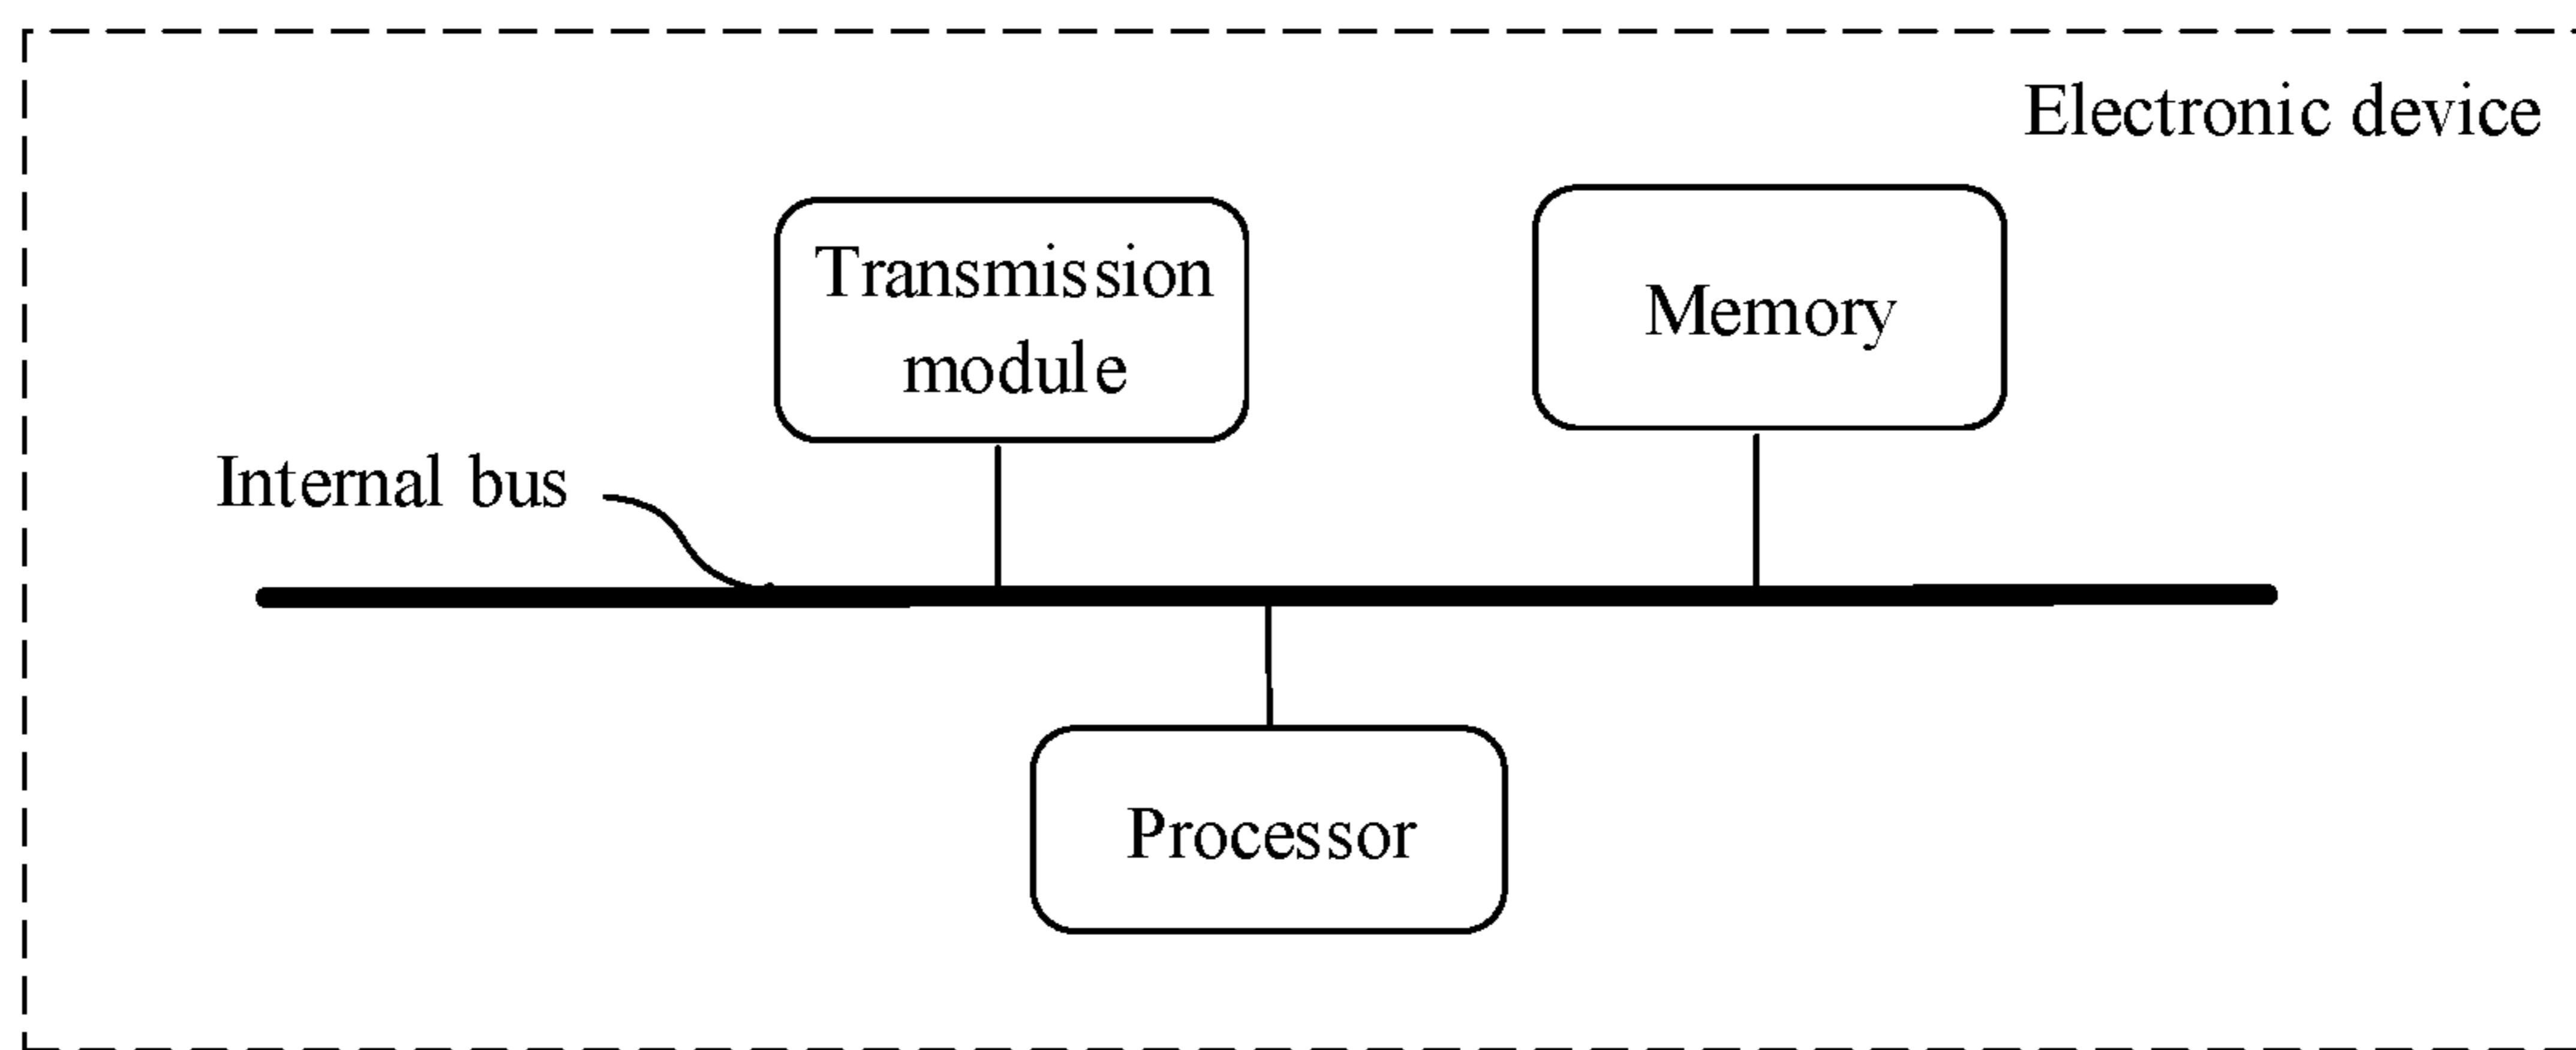 Electronic device
Transmission
module
Memory
Internal bus
Processor